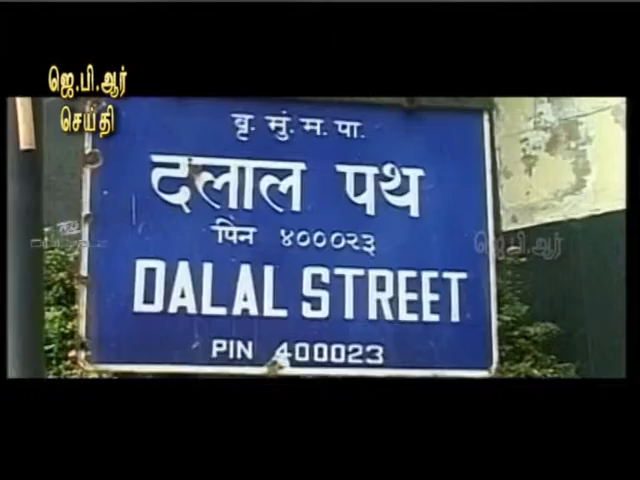 ஜெ.பி.ஆர்
செய்தி
बृ. मुं. म. पा.
दलाल पथ
पिन ४०००२३
DALAL STREET
PIN 400023
ஜெ.பி.ஆர்